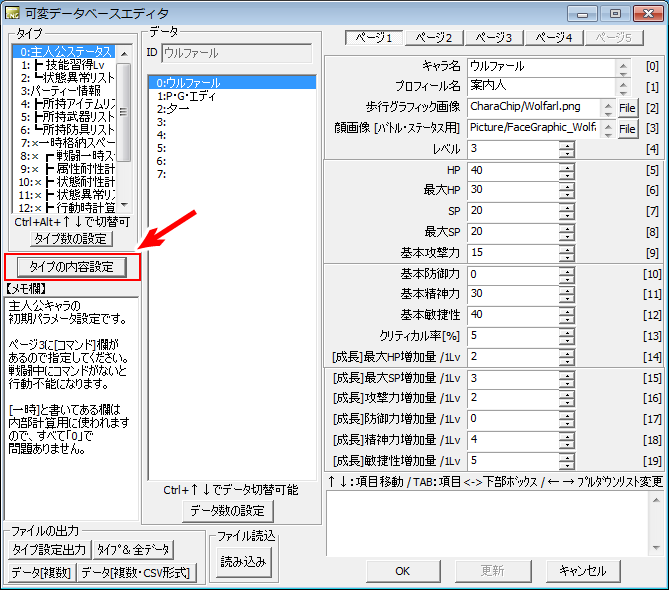 可変データベースエディタ
タイプ
0:主人公ステータス
1:┣ 技能習得Lv
2:┗状態異常リスト
3:パーティー情報
4:┣所持アイテムリ
5:┣所持武器リスト
6:┗所持防具リスト
7:×一時格納スペー
8:× ┏ 戦闘一時ス
9:× ┣ 属性耐性計
10:× ┣ 状態耐性計
11:× ┣ 状態異常リス
12:× ┣ 行動時計算
Ctrl+Alt+↑↓で切替可
タイプ数の設定
タイプの内容設定
【メモ欄】
主人公キャラの
初期パラメータ設定です。
ページ3に[コマンド]欄が
あるので指定してください。
戦闘中にコマンドがないと
行動不能になります。
[一時]と書いてある欄は
内部計算用に使われます
ので、すべて「0」で
問題ありません。
データ
ID ウルファール
0:ウルファール
1:P・G・エディ
2:夕一
3:
4:
5:
6:
7:
Ctrl+↑↓でデータ切替可能
データ数の設定
ページ1 ページ2 ページ3 ページ4 ページ5
キャラ名 ウルファール [0]
プロフィール名 案内人 [1]
歩行グラフィック画像 CharaChip/Wolfarl.png File [2]
顔画像 [バトル・ステータス用] Picture/FaceGraphic_Wolfa File [3]
レベル 3 [4]
HP 40 [5]
最大HP 30 [6]
SP 20 [7]
最大SP 20 [8]
基本攻撃力 15 [9]
基本防御力 0 [10]
基本精神力 30 [11]
基本敏捷性 40 [12]
クリティカル率[%] 5 [13]
[成長]最大HP増加量 /1Lv 2 [14]
[成長]最大SP増加量 /1Lv 3 [15]
[成長]攻撃力増加量 /1Lv 2 [16]
[成長]防御力増加量 /1Lv 0 [17]
[成長]精神力増加量 /1Lv 4 [18]
[成長]敏捷性増加量 /1Lv 5 [19]
↑↓:項目移動 / TAB:項目<->下部ボックス / ←→プルダウンリスト変更
ファイルの出力
タイプ設定出力 タイプ&全データ
データ[複数] データ[複数・CSV形式]
ファイル読込
読み込み
OK 更新 キャンセル